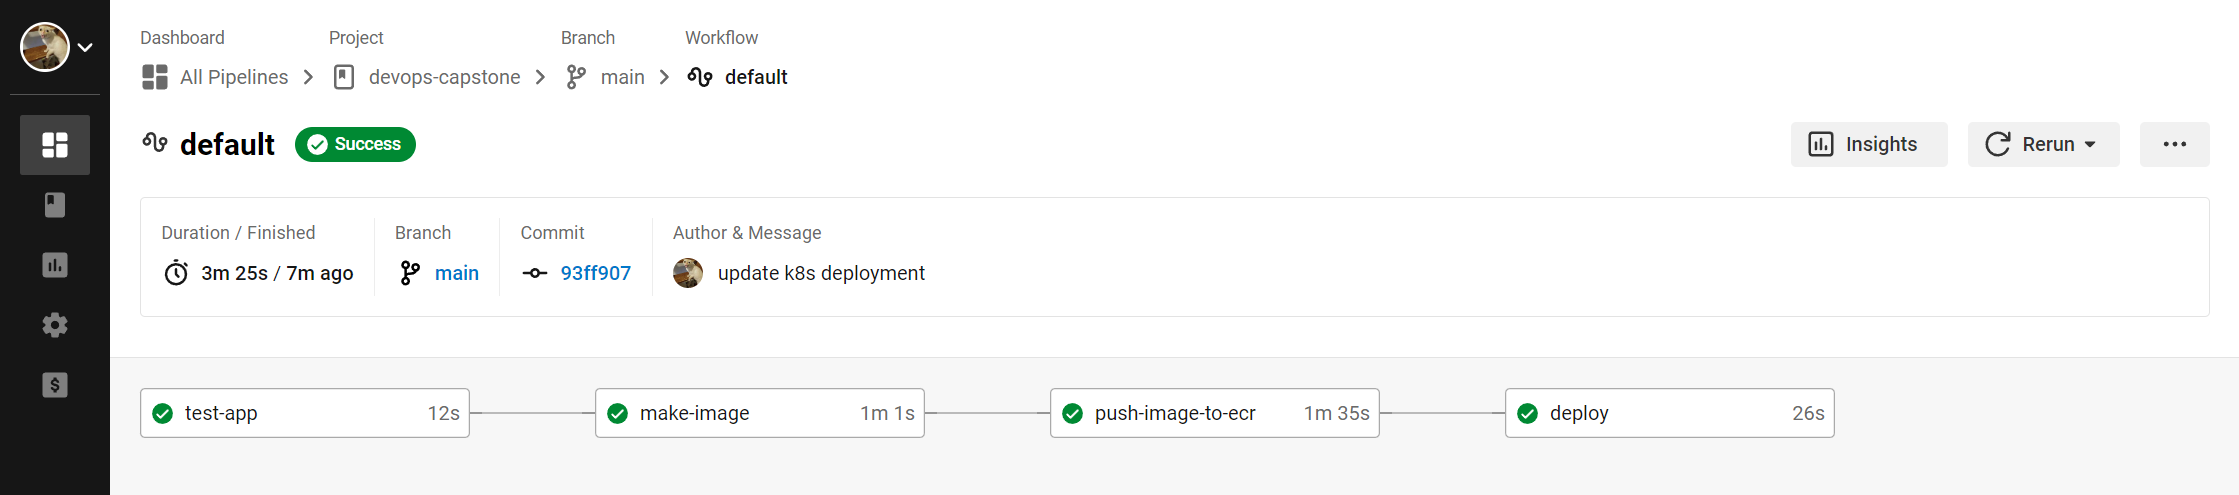 Dashboard Project Branch Workflow
All Pipelines devops-capstone main default
default Success Insights Rerun
Duration / Finished Branch Commit Author & Message
3m 25s / 7m ago main 93ff907 update k8s deployment
test-app 12s make-image 1m 1s push-image-to-ecr 1m 35s deploy 26s